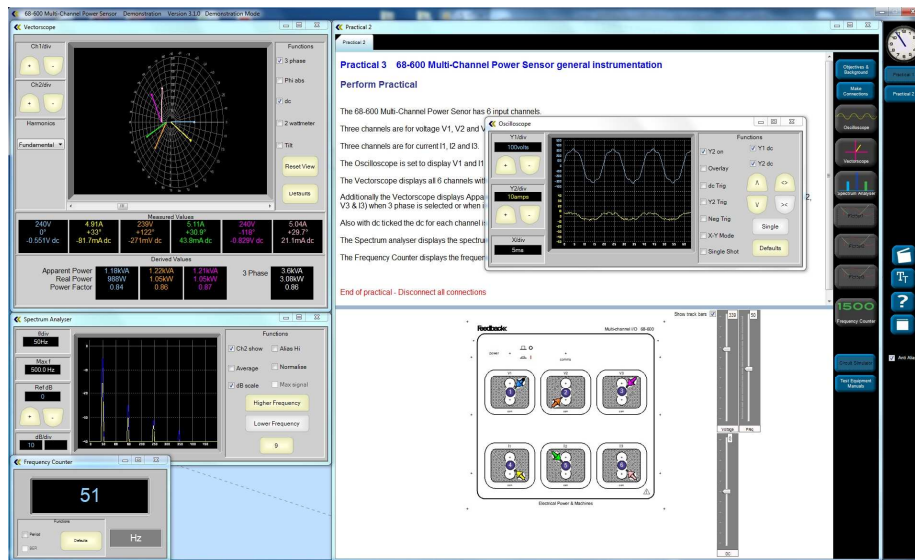 68-600 Multi-Channel Power Sensor Demonstration Version 3.1.0 Demonstration Mode
Vectorscope
Ch1/div
+ -
Ch2/div
+ -
Harmonics
Fundamental
Functions
3 phase
Phi abs
dc
2 wattmeter
Tilt
Reset View
Defaults
Measured Values
240V 4.91A 239V 5.11A 240V 5.04A
0° +33° +122° +30.9° -118° +29.7°
-0.551V dc -81.7mA dc -271mV dc 43.8mA dc -0.829V dc 21.1mA dc
Derived Values
Apparent Power 1.18kVA 1.22kVA 1.21kVA 3 Phase 3.6kVA
Real Power 988W 1.05kW 1.05kW 3.08kW
Power Factor 0.84 0.86 0.87 0.86
Spectrum Analyser
f/div
50Hz
Max f
500.0 Hz
Ref dB
0
+ -
dB/div
10
Functions
Ch2 show
Alias Hi
Average
Normalise
dB scale
Max signal
Higher Frequency
Lower Frequency
9
Frequency Counter
51
Functions
Period
Defaults
Hz
Practical 2
Practical 2
Practical 3 68-600 Multi-Channel Power Sensor general instrumentation
Perform Practical
The 68-600 Multi-Channel Power Senor has 6 input channels.
Three channels are for voltage V1, V2 and V
Three channels are for current I1, I2 and I3.
The Oscilloscope is set to display V1 and I1
The Vectorscope displays all 6 channels with
Additionally the Vectorscope displays Appa
V3 & I3) when 3 phase is selected or when
Also with dc ticked the dc for each channel
The Spectrum analyser displays the spectru
The Frequency Counter displays the frequen
End of practical - Disconnect all connections
Oscilloscope
Y1/div
100volts
+ -
Y2/div
10amps
+ -
X/div
5ms
Functions
Y2 on
Y1 dc
Overlay
Y2 dc
dc Trig
Y2 Trig
Neg Trig
X-Y Mode
Single Shot
Single
Defaults
Show track bars
339
50
Feedback
Multi-channel I/O 68-600
V1 V2 V3
1 2 3
4 5 6
Electrical Power & Machines
Voltage
Objectives & Background
Make Connections
Oscilloscope
Vectorscope
Spectrum Analyser
1500
Frequency Counter
Test Equipment Manuals
Practical 2
TT
?